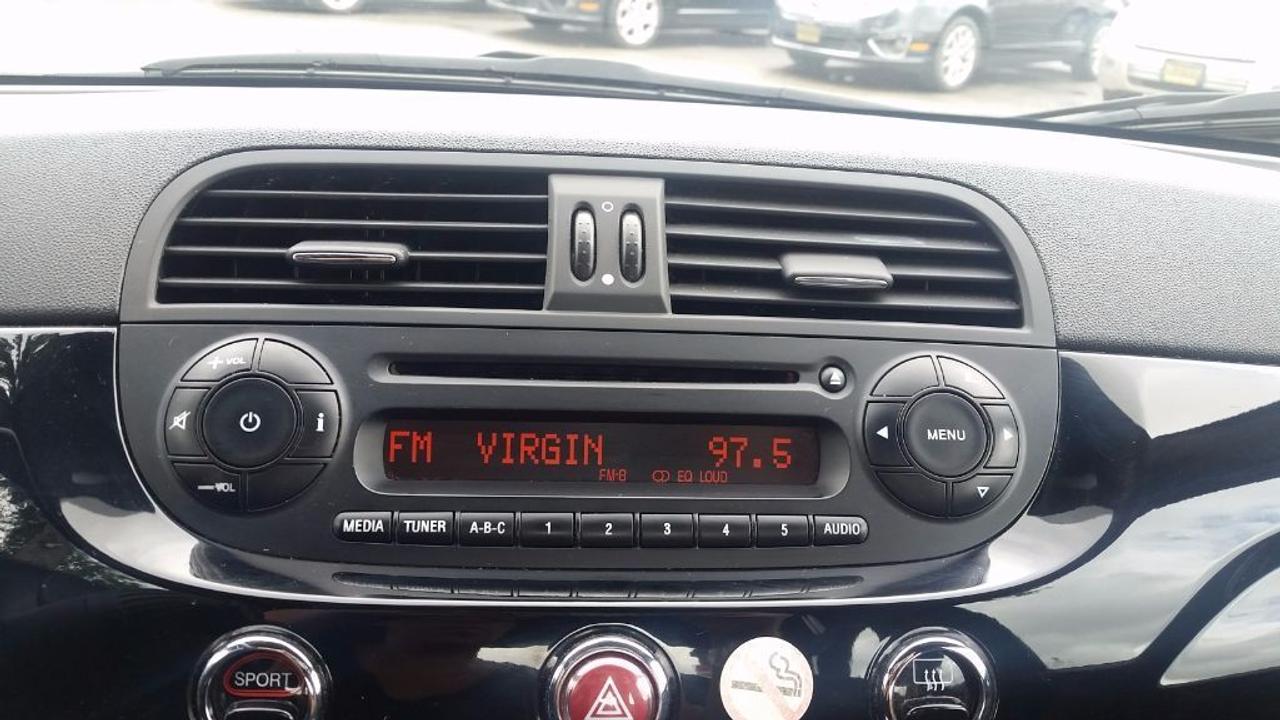 + VOL
i
- VOL
FM VIRGIN 97.5
FM-B EQ LOUD
MENU
MEDIA TUNER A-B-C 1 2 3 4 5 AUDIO
SPORT